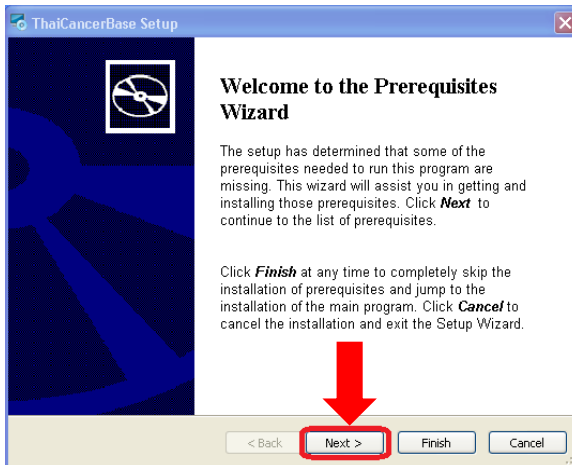 ThaiCancerBase Setup
Welcome to the Prerequisites
Wizard
The setup has determined that some of the
prerequisites needed to run this program are
missing. This wizard will assist you in getting and
installing those prerequisites. Click Next to
continue to the list of prerequisites.
Click Finish at any time to completely skip the
installation of prerequisites and jump to the
installation of the main program. Click Cancel to
cancel the installation and exit the Setup Wizard.
< Back Next > Finish Cancel